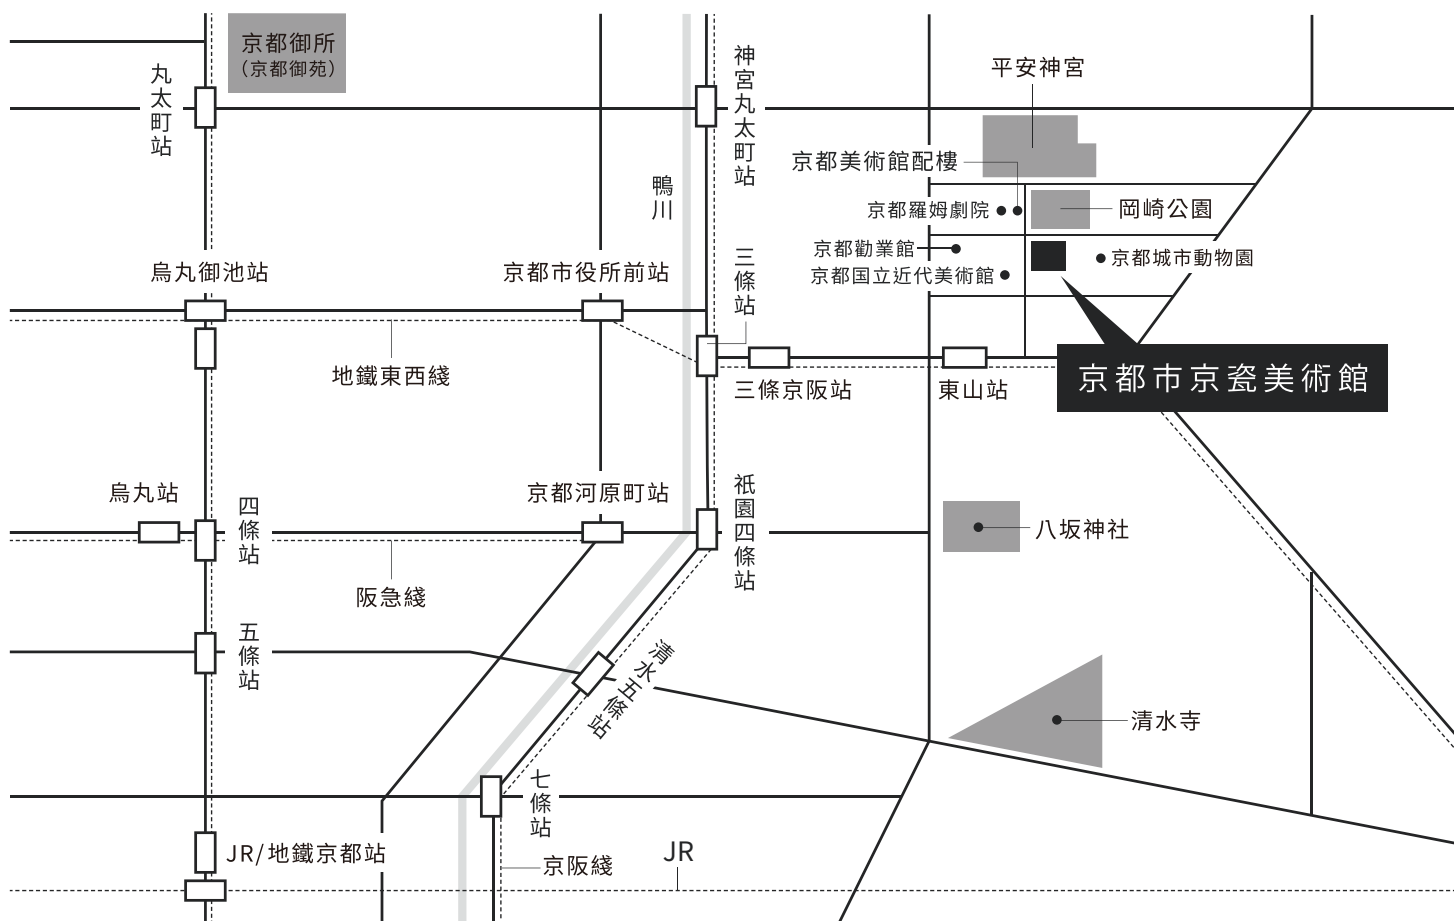 京都御所
（京都御苑）
丸太町站
神宮丸太町站
平安神宮
京都美術館配樓
鴨川
京都羅姆劇院
岡崎公園
京都勸業館
京都城市動物園
京都国立近代美術館
烏丸御池站
京都市役所前站
三條站
地鐵東西綫
三條京阪站
東山站
京都市京瓷美術館
烏丸站
四條站
京都河原町站
祇園四條站
八坂神社
阪急綫
五條站
清水五條站
清水寺
七條站
JR/地鐵京都站
京阪綫
JR